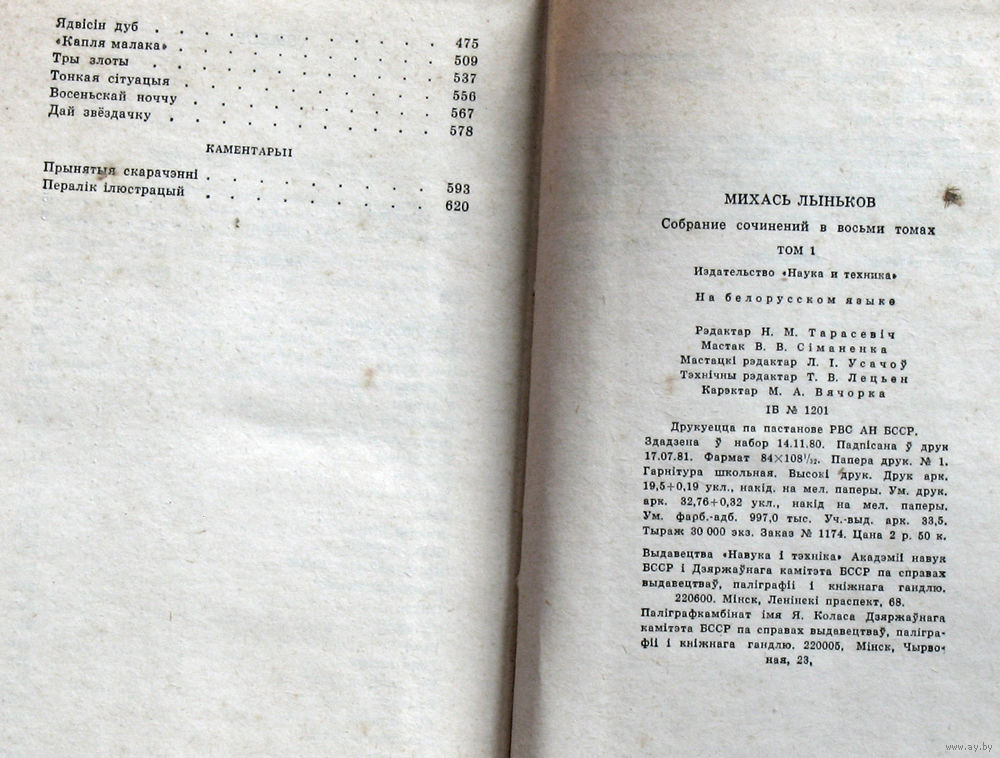 Ядвісін дуб . . . . . . . . . . . 475
«Капля малака» . . . . . . . . . . 509
Тры злоты . . . . . . . . . . . 537
Тонкая сітуацыя . . . . . . . . . . 556
Восеньскай ноччу . . . . . . . . . . 567
Дай звёздачку . . . . . . . . . . 578
КАМЕНТАРЫІ
Прынятыя скарачэнні . . . . . . . . . 593
Пералік ілюстрацый . . . . . . . . . 620
МИХАСЬ ЛЫНЬКОВ
Собрание сочинений в восьми томах
ТОМ 1
Издательство «Наука и техника»
На белорусском языке
Рэдактар Н. М. Тарасевіч
Мастак В. В. Сіманенка
Мастацкі рэдактар Л. І. Усачоў
Тэхнічны рэдактар Т. В. Лецьен
Карэктар М. А. Вячорка
ІБ № 1201
Друкуецца па пастанове РВС АН БССР.
Здадзена ў набор 14.11.80. Падпісана ў друк
17.07.81. Фармат 84×108 1/32. Папера друк. № 1.
Гарнітура школьная. Высокі друк. Друк арк.
19,5+0,19 укл., накід. на мел. паперы. Ум. друк.
арк. 32,76+0,32 укл., накід на мел. паперы.
Ум. фарб.-адб. 997,0 тыс. Уч.-выд. арк. 33,5.
Тыраж 30 000 экз. Заказ № 1174. Цана 2 р. 50 к.
Выдавецтва «Навука і тэхніка» Акадэміі навук
БССР і Дзяржаўнага камітэта БССР па справах
выдавецтваў, паліграфіі і кніжнага гандлю.
220600. Мінск, Ленінскі праспект, 68.
Паліграфкамбінат імя Я. Коласа Дзяржаўнага
камітэта БССР па справах выдавецтваў, палігра-
фіі і кніжнага гандлю. 220005, Мінск, Чырво-
ная, 23,
www.ay.by